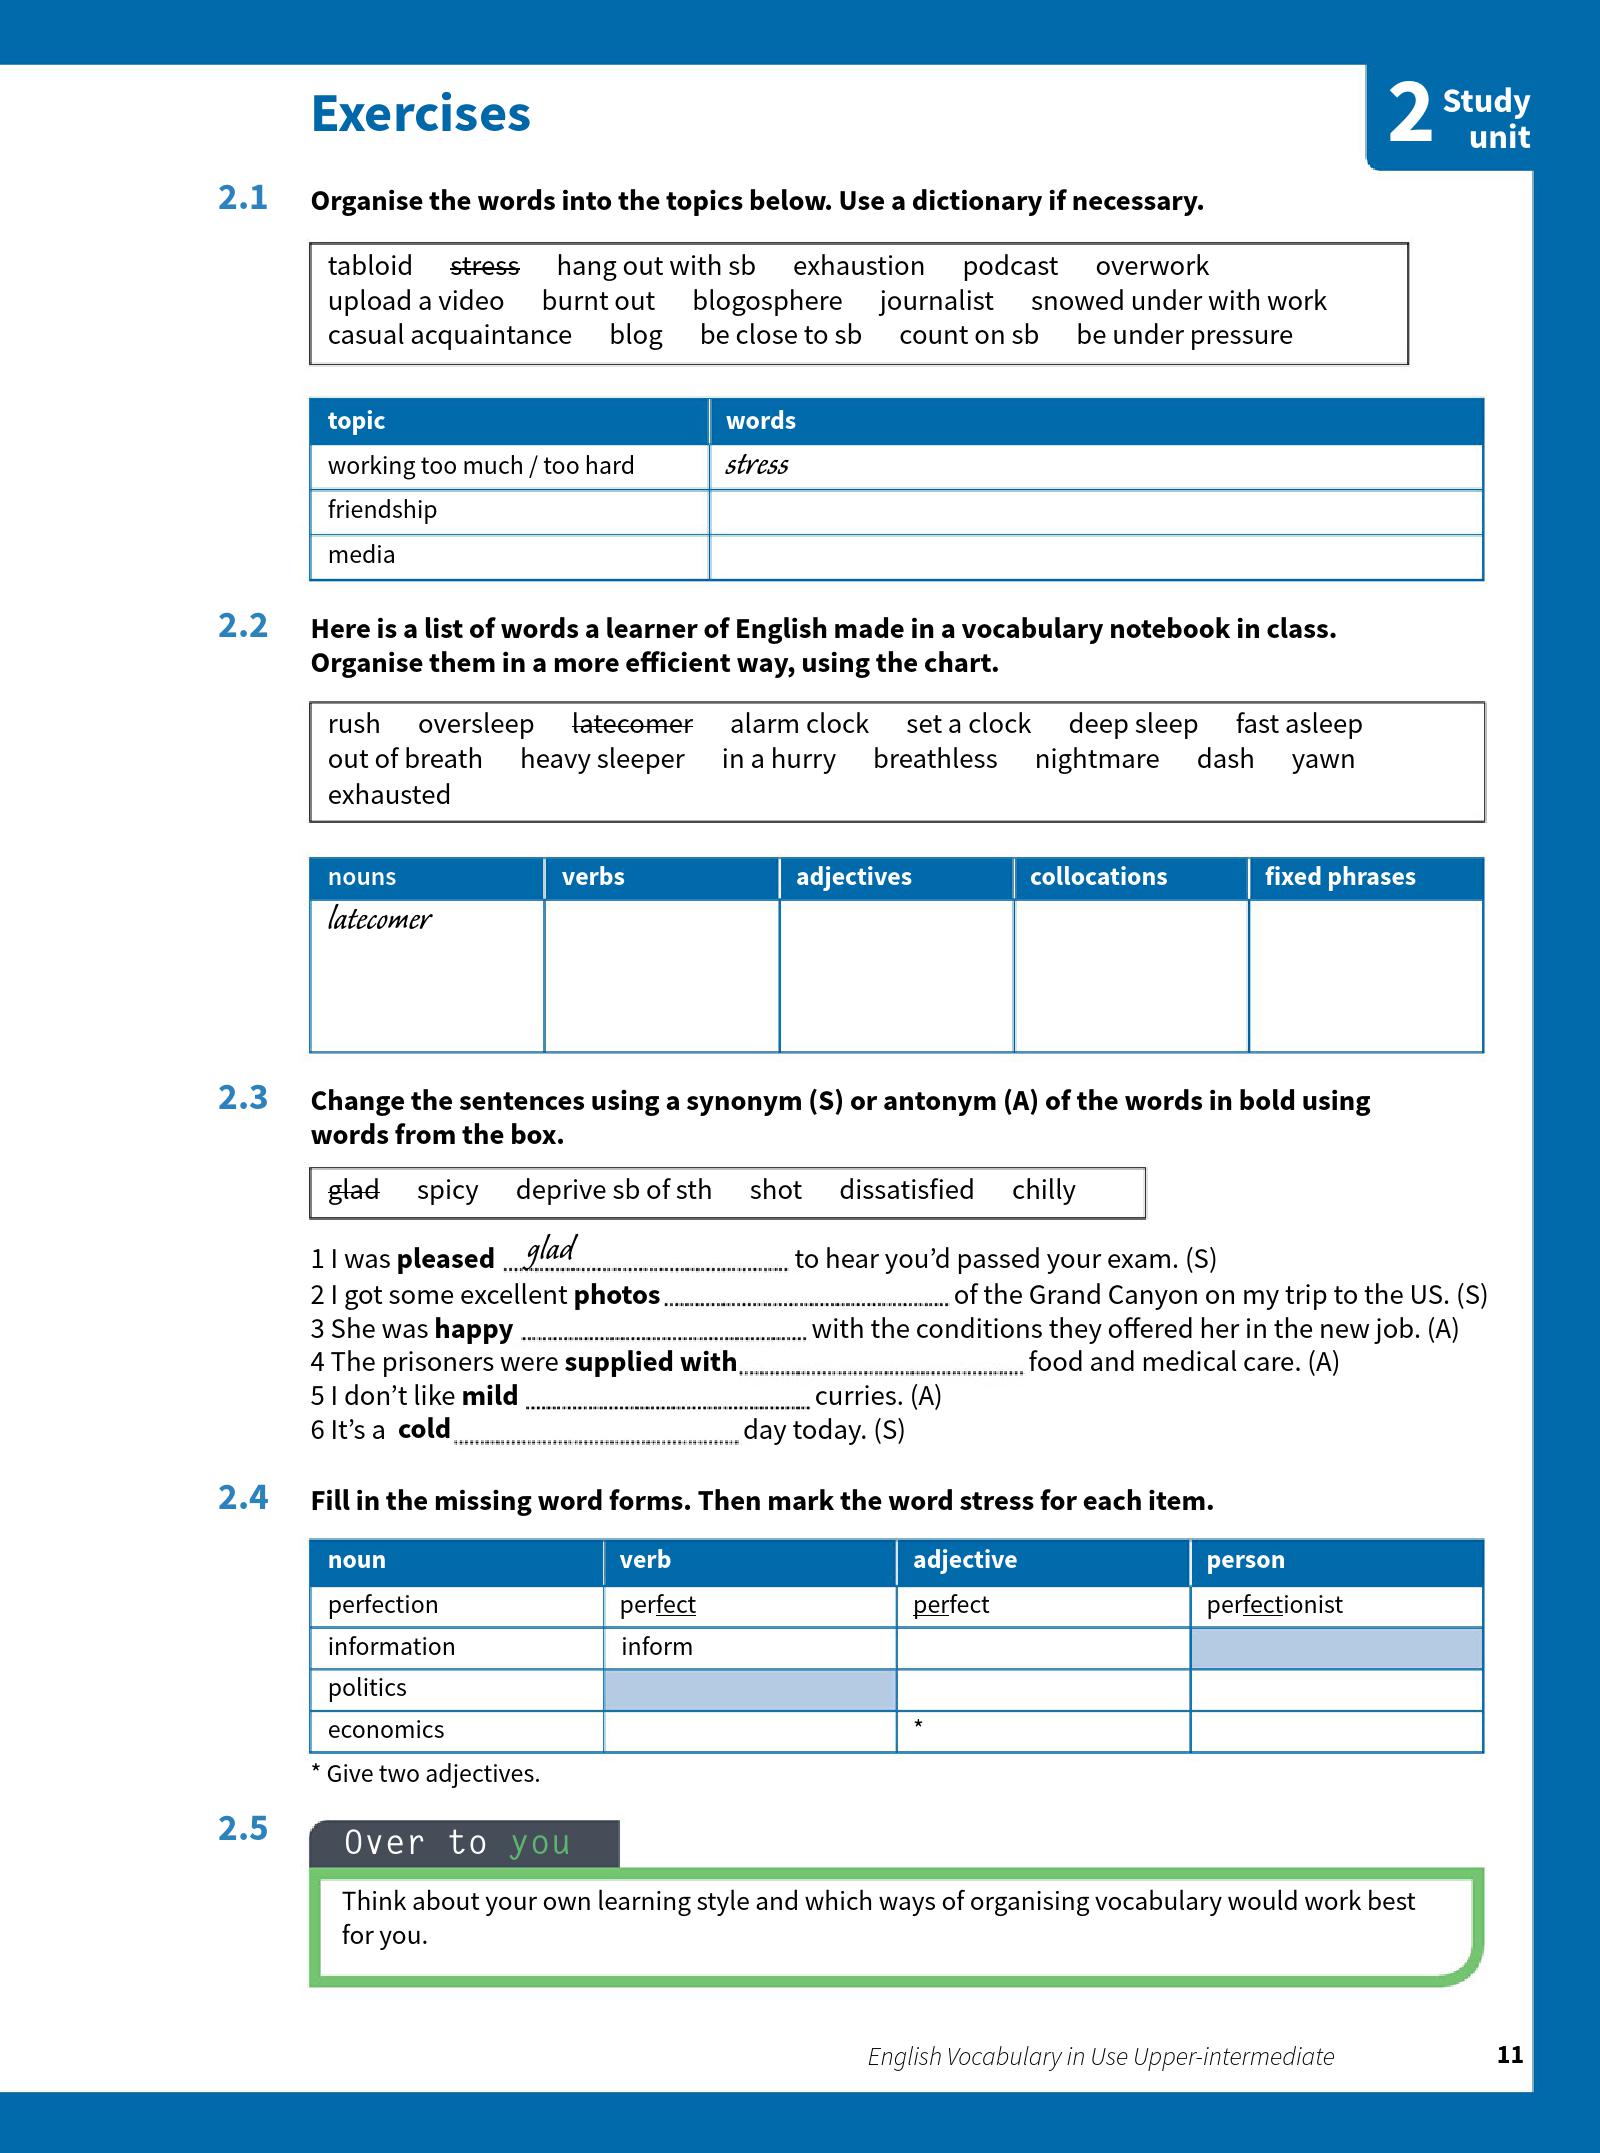 Exercises
2 Study unit
2.1 Organise the words into the topics below. Use a dictionary if necessary.
tabloid stress hang out with sb exhaustion podcast overwork
upload a video burnt out blogosphere journalist snowed under with work
casual acquaintance blog be close to sb count on sb be under pressure
topic words
working too much / too hard stress
friendship
media
2.2 Here is a list of words a learner of English made in a vocabulary notebook in class.
Organise them in a more efficient way, using the chart.
rush oversleep latecomer alarm clock set a clock deep sleep fast asleep
out of breath heavy sleeper in a hurry breathless nightmare dash yawn
exhausted
nouns verbs adjectives collocations fixed phrases
latecomer
2.3 Change the sentences using a synonym (S) or antonym (A) of the words in bold using
words from the box.
glad spicy deprive sb of sth shot dissatisfied chilly
1 I was pleased glad to hear you’d passed your exam. (S)
2 I got some excellent photos of the Grand Canyon on my trip to the US. (S)
3 She was happy with the conditions they offered her in the new job. (A)
4 The prisoners were supplied with food and medical care. (A)
5 I don’t like mild curries. (A)
6 It’s a cold day today. (S)
2.4 Fill in the missing word forms. Then mark the word stress for each item.
noun verb adjective person
perfection perfect perfect perfectionist
information inform
politics
economics *
* Give two adjectives.
2.5 Over to you
Think about your own learning style and which ways of organising vocabulary would work best
for you.
English Vocabulary in Use Upper-intermediate 11